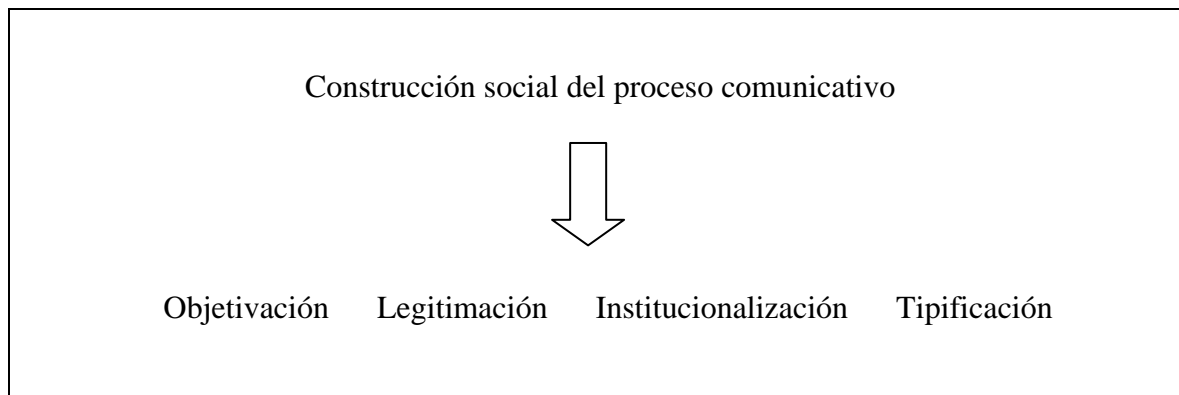 Construcción social del proceso comunicativo
Objetivación Legitimación Institucionalización Tipificación